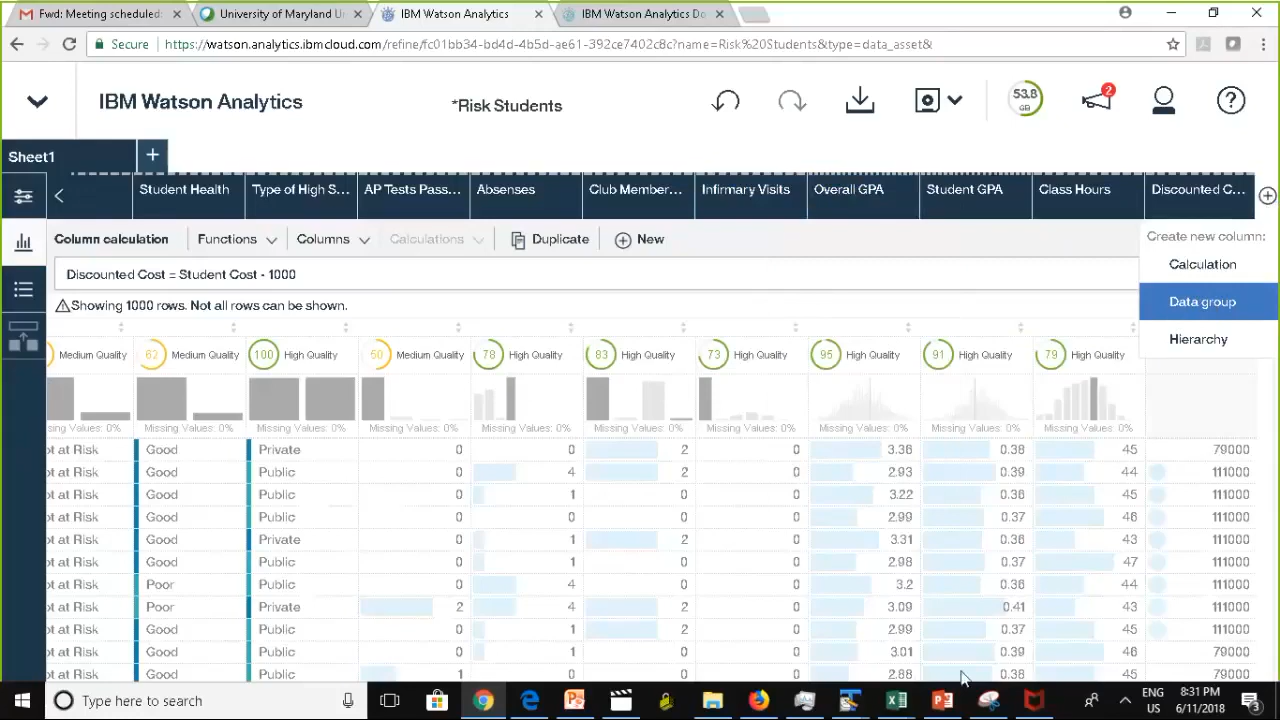 Fwd: Meeting scheduled: × University of Maryland Un × IBM Watson Analytics × IBM Watson Analytics Do ×
Secure https://watson.analytics.ibmcloud.com/refine/fc01bb34-bd4d-4b5d-ae61-392ce7402c8c?name=Risk%20Students&type=data_asset&
IBM Watson Analytics *Risk Students 53.8 GB 2
Sheet1 +
Student Health Type of High S... AP Tests Pass... Absenses Club Member... Infirmary Visits Overall GPA Student GPA Class Hours Discounted C...
Create new column:
Column calculation Functions Columns Calculations Duplicate New
Calculation
Discounted Cost = Student Cost - 1000
Data group
Showing 1000 rows. Not all rows can be shown.
Hierarchy
Medium Quality 62 Medium Quality 100 High Quality 50 Medium Quality 78 High Quality 83 High Quality 73 High Quality 95 High Quality 91 High Quality 79 High Quality
sing Values: 0% Missing Values: 0% Missing Values: 0% Missing Values: 0% Missing Values: 0% Missing Values: 0% Missing Values: 0% Missing Values: 0% Missing Values: 0% Missing Values: 0%
ot at Risk Good Private 0 0 2 0 3.36 0.38 45 79000
ot at Risk Good Public 0 4 2 0 2.93 0.39 44 111000
ot at Risk Good Public 0 1 0 0 3.22 0.36 45 111000
ot at Risk Good Public 0 0 0 0 2.99 0.37 46 111000
ot at Risk Good Private 0 1 2 0 3.31 0.36 43 111000
ot at Risk Good Public 0 1 0 0 2.98 0.37 47 111000
ot at Risk Poor Public 0 4 0 0 3.2 0.36 44 111000
ot at Risk Poor Private 2 4 2 0 3.09 0.41 43 111000
ot at Risk Good Public 0 1 2 0 2.99 0.37 45 111000
ot at Risk Good Public 0 1 0 0 3.01 0.39 46 79000
ot at Risk Good Public 1 0 0 0 2.88 0.38 45 79000
Type here to search ENG 8:31 PM
US 6/11/2018 3